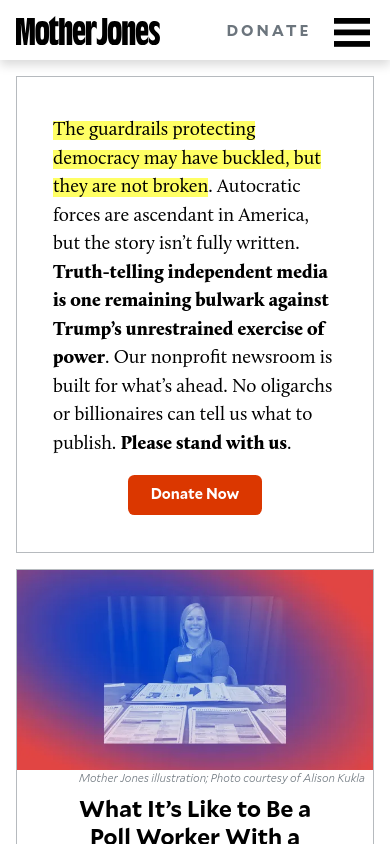 Mother Jones
DONATE
The guardrails protecting
democracy may have buckled, but
they are not broken. Autocratic
forces are ascendant in America,
but the story isn’t fully written.
Truth-telling independent media
is one remaining bulwark against
Trump’s unrestrained exercise of
power. Our nonprofit newsroom is
built for what’s ahead. No oligarchs
or billionaires can tell us what to
publish. Please stand with us.
Donate Now
Mother Jones illustration; Photo courtesy of Alison Kukla
What It’s Like to Be a
Poll Worker With a